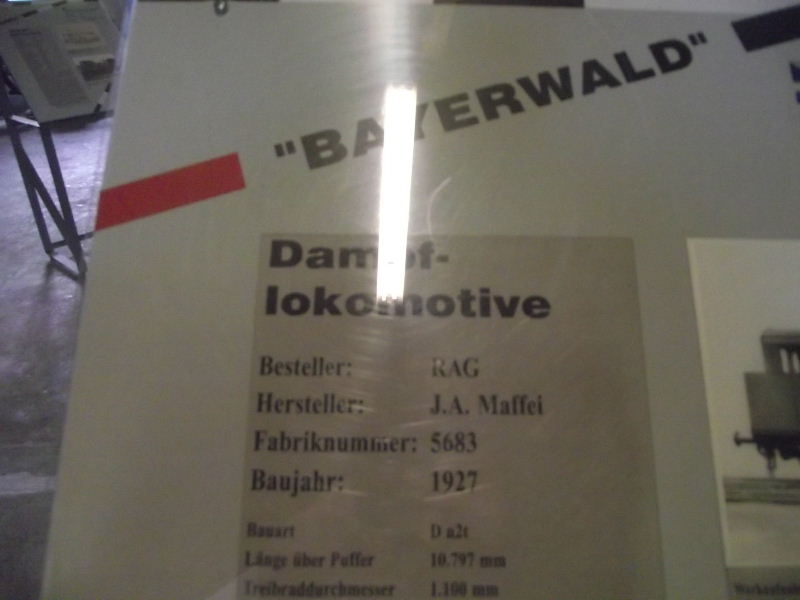 "BAYERWALD"
Dampf-
lokomotive
Besteller: RAG
Hersteller: J.A. Maffei
Fabriknummer: 5683
Baujahr: 1927
Bauart D n2t
Länge über Puffer 10.797 mm
Treibraddurchmesser 1.100 mm